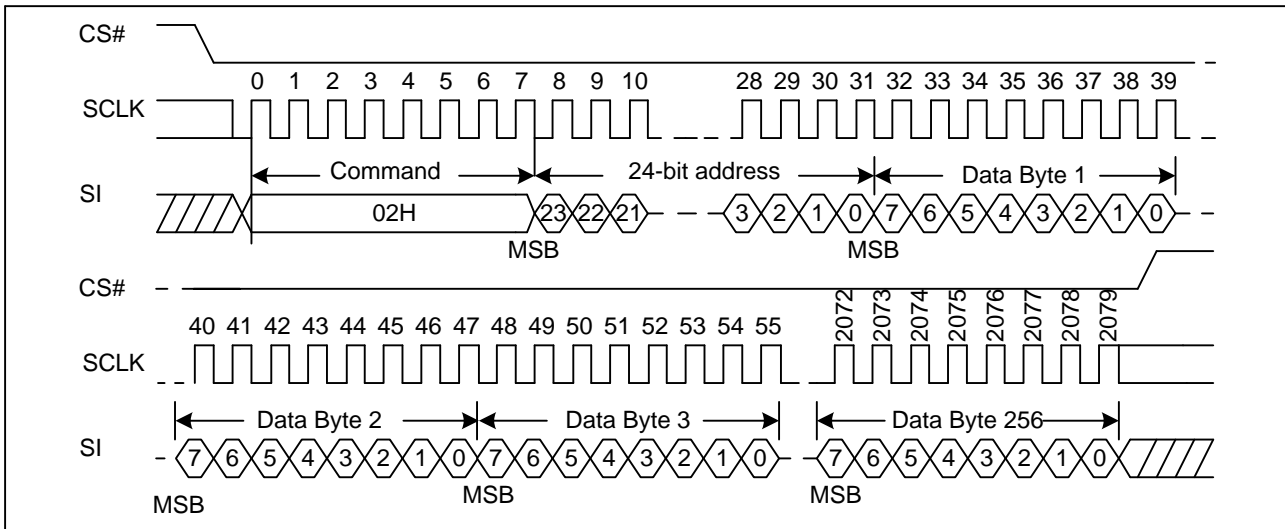 CS#
0 1 2 3 4 5 6 7 8 9 10 28 29 30 31 32 33 34 35 36 37 38 39
SCLK
Command 24-bit address Data Byte 1
SI
02H 23 22 21 3 2 1 0 7 6 5 4 3 2 1 0
MSB MSB
CS#
40 41 42 43 44 45 46 47 48 49 50 51 52 53 54 55 2072 2073 2074 2075 2076 2077 2078 2079
SCLK
Data Byte 2 Data Byte 3 Data Byte 256
SI
7 6 5 4 3 2 1 0 7 6 5 4 3 2 1 0 7 6 5 4 3 2 1 0
MSB MSB MSB